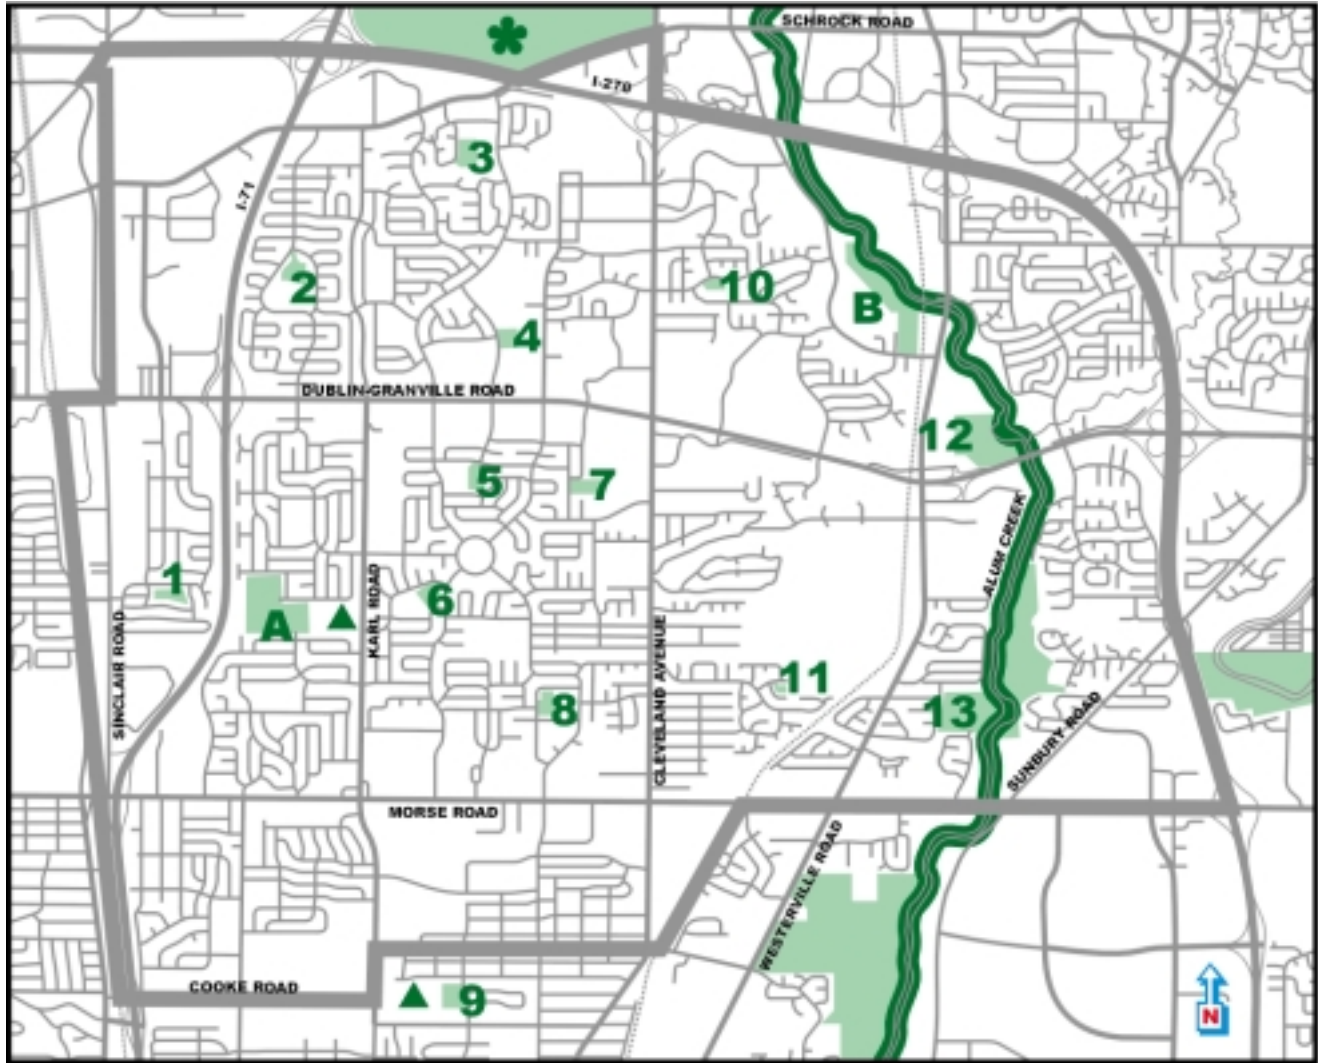 SCHROCK ROAD
*
I-270
3
I-71
2
10
B
4
DUBLIN-GRANVILLE ROAD
12
5
7
ALUM CREEK
1
6
A
KARL ROAD
SINCLAIR ROAD
CLEVELAND AVENUE
11
8
13
SUNBURY ROAD
MORSE ROAD
WESTERVILLE ROAD
COOKE ROAD
9
N